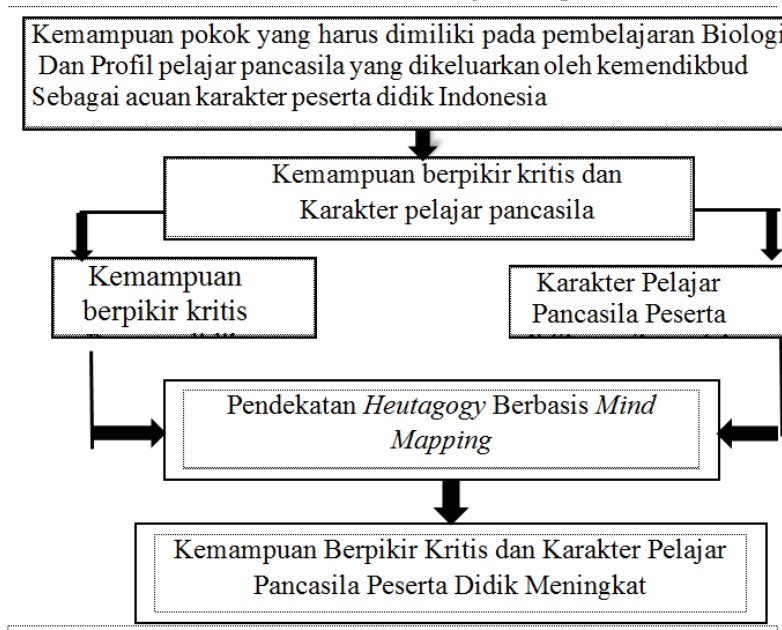 Kemampuan pokok yang harus dimiliki pada pembelajaran Biologi
Dan Profil pelajar pancasila yang dikeluarkan oleh kemendikbud
Sebagai acuan karakter peserta didik Indonesia
Kemampuan berpikir kritis dan
Karakter pelajar pancasila
Kemampuan
berpikir kritis
Karakter Pelajar
Pancasila Peserta
Pendekatan Heutagogy Berbasis Mind
Mapping
Kemampuan Berpikir Kritis dan Karakter Pelajar
Pancasila Peserta Didik Meningkat